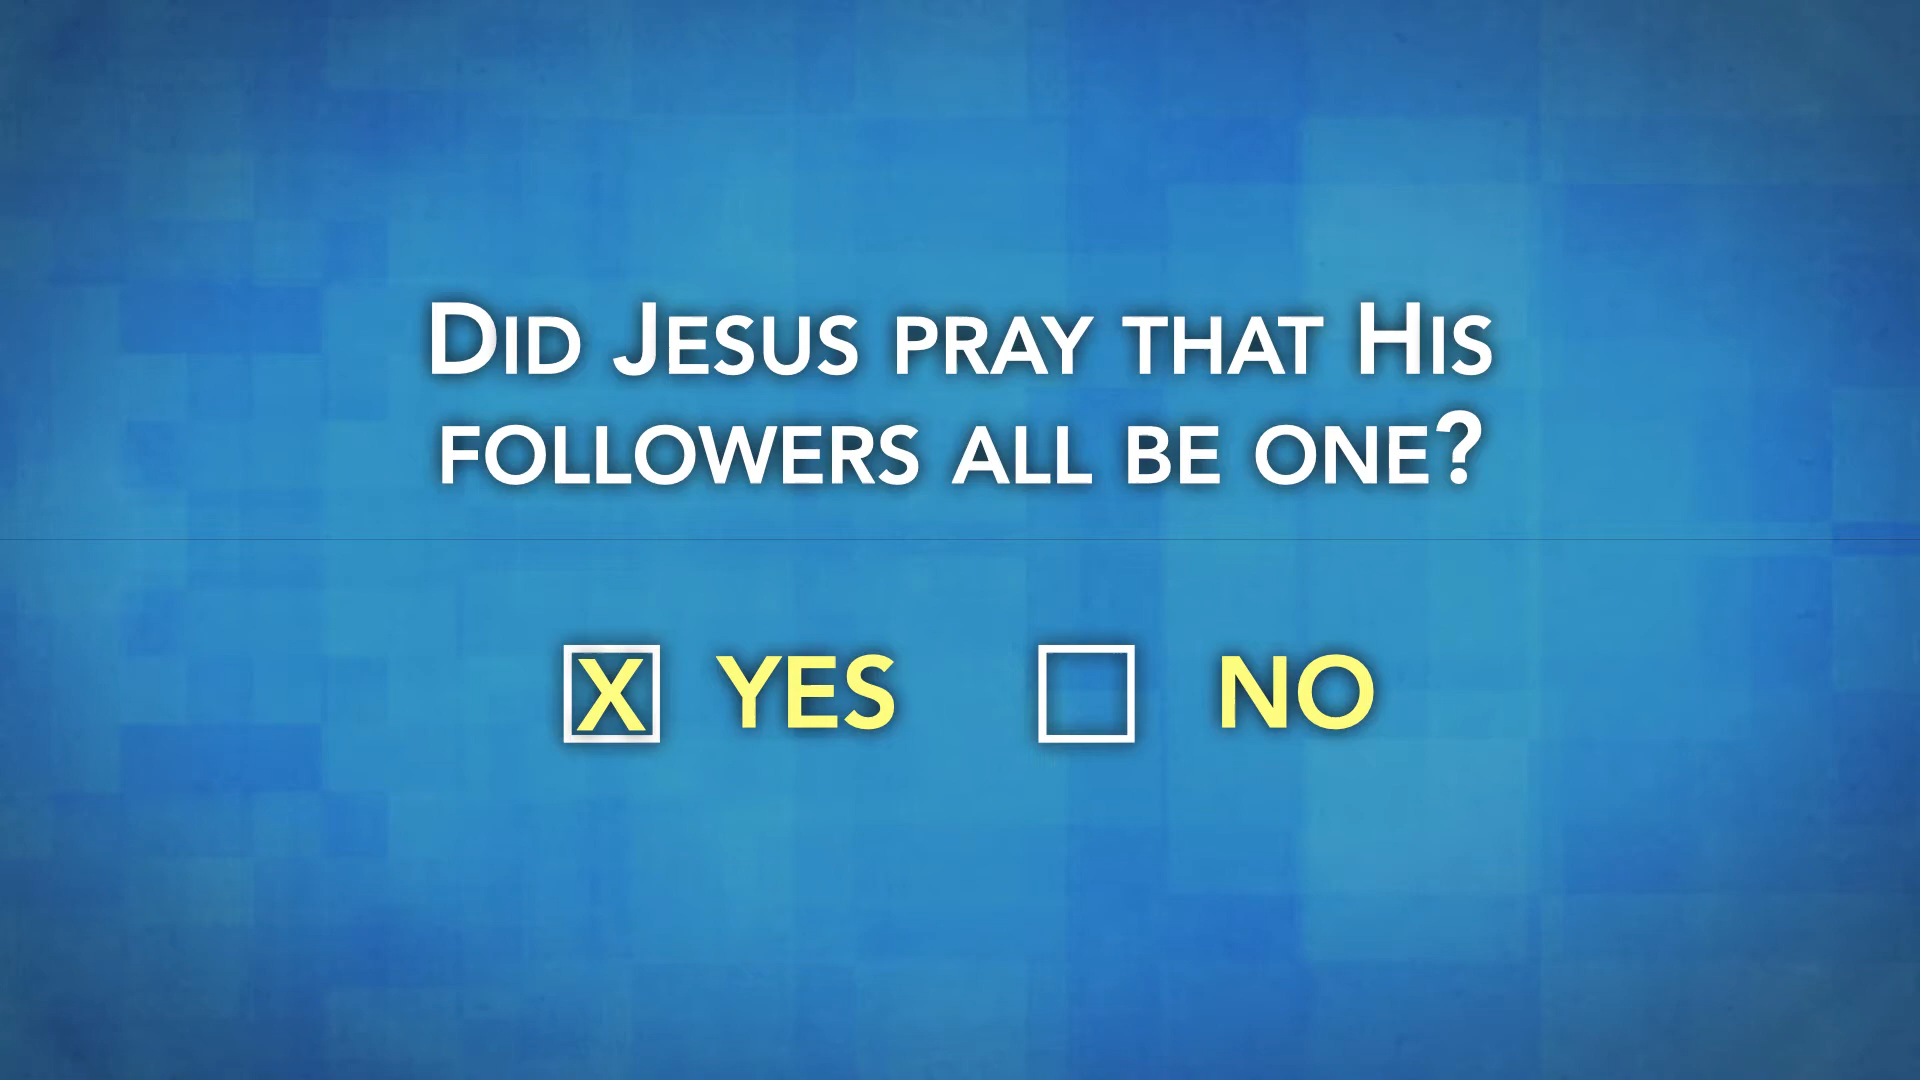 Did Jesus pray that His
followers all be one?
X YES NO